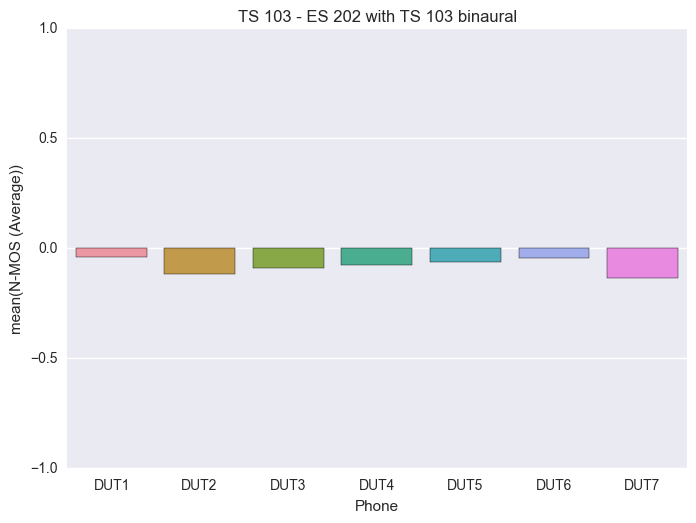 TS 103 - ES 202 with TS 103 binaural
1.0
0.5
0.0
−0.5
−1.0
mean(N-MOS (Average))
DUT1 DUT2 DUT3 DUT4 DUT5 DUT6 DUT7
Phone